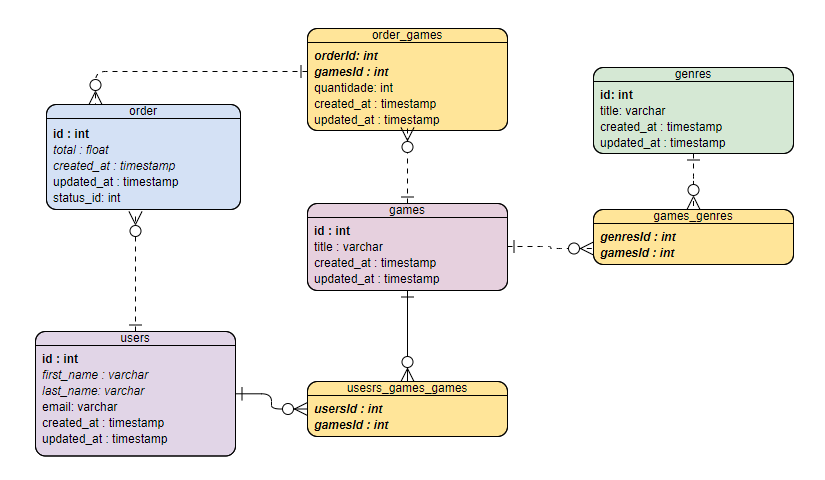 order_games
orderId: int
gamesId : int
quantidade: int
created_at : timestamp
updated_at : timestamp
genres
id: int
title: varchar
created_at : timestamp
updated_at : timestamp
order
id : int
total : float
created_at : timestamp
updated_at : timestamp
status_id: int
games
id : int
title : varchar
created_at : timestamp
updated_at : timestamp
games_genres
genresId : int
gamesId : int
users
id : int
first_name : varchar
last_name: varchar
email: varchar
created_at : timestamp
updated_at : timestamp
usesrs_games_games
usersId : int
gamesId : int